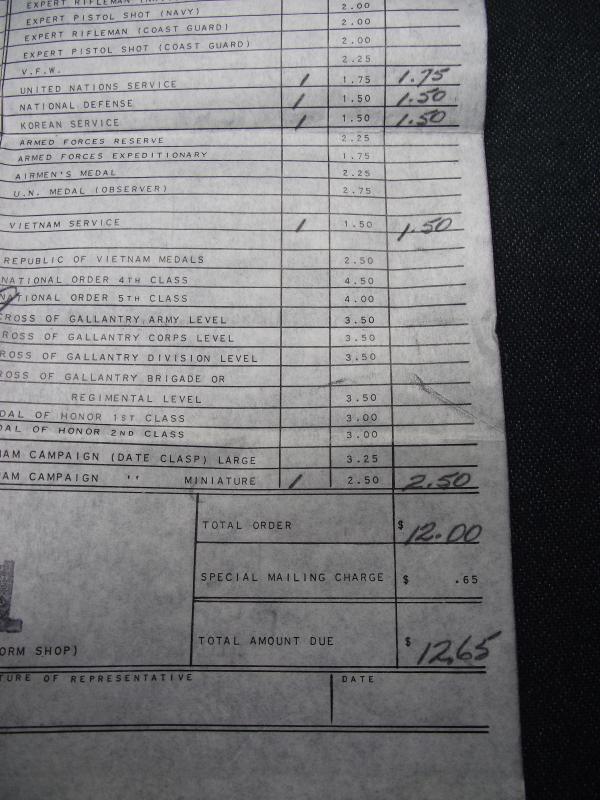 EXPERT PISTOL SHOT (NAVY) 2.00
EXPERT RIFLEMAN (COAST GUARD) 2.00
EXPERT PISTOL SHOT (COAST GUARD) 2.00
V.F.W. 2.25
UNITED NATIONS SERVICE 1 1.75 1.75
NATIONAL DEFENSE 1 1.50 1.50
KOREAN SERVICE 1 1.50 1.50
ARMED FORCES RESERVE 2.25
ARMED FORCES EXPEDITIONARY 1.75
AIRMEN'S MEDAL 2.25
U.N. MEDAL (OBSERVER) 2.75
VIETNAM SERVICE 1 1.50 1.50
REPUBLIC OF VIETNAM MEDALS 2.50
NATIONAL ORDER 4TH CLASS 4.50
NATIONAL ORDER 5TH CLASS 4.00
CROSS OF GALLANTRY ARMY LEVEL 3.50
ROSS OF GALLANTRY CORPS LEVEL 3.50
ROSS OF GALLANTRY DIVISION LEVEL 3.50
ROSS OF GALLANTRY BRIGADE OR
REGIMENTAL LEVEL 3.50
DAL OF HONOR 1ST CLASS 3.00
DAL OF HONOR 2ND CLASS 3.00
NAM CAMPAIGN (DATE CLASP) LARGE 3.25
AM CAMPAIGN " MINIATURE 1 2.50 2.50
TOTAL ORDER $ 12.00
SPECIAL MAILING CHARGE $ .65
TOTAL AMOUNT DUE $ 12.65
ORM SHOP)
TURE OF REPRESENTATIVE DATE